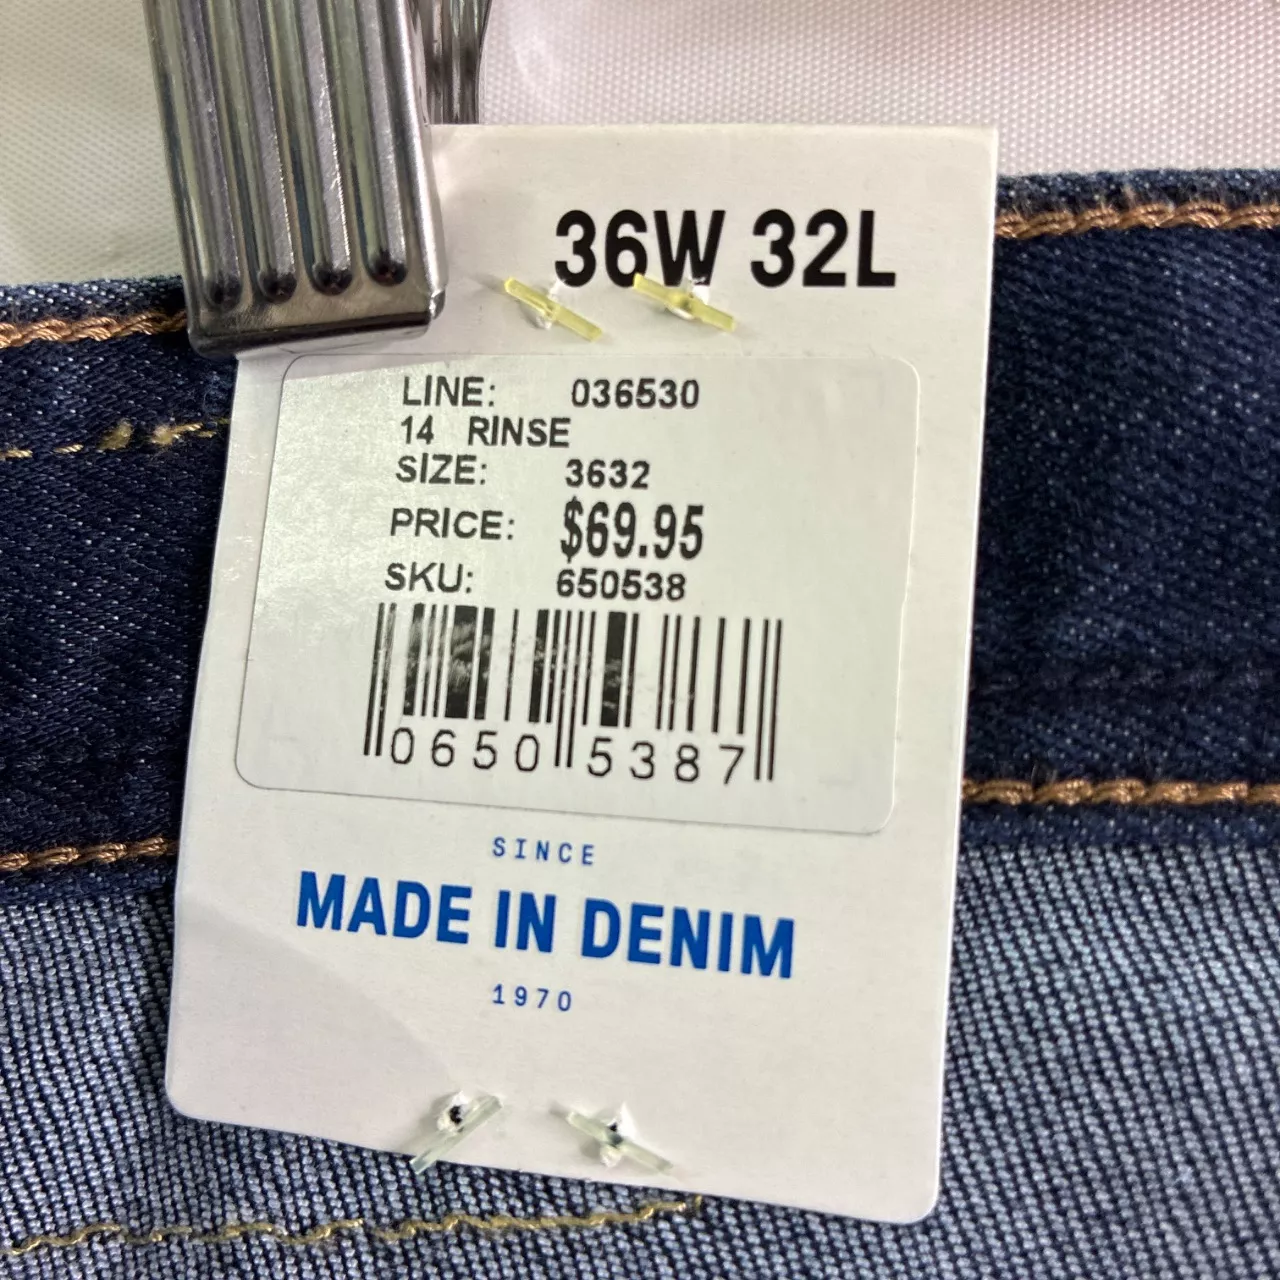 36W 32L
LINE: 036530
14 RINSE
SIZE: 3632
PRICE: $69.95
SKU: 650538
0650 5387
SINCE
MADE IN DENIM
1970